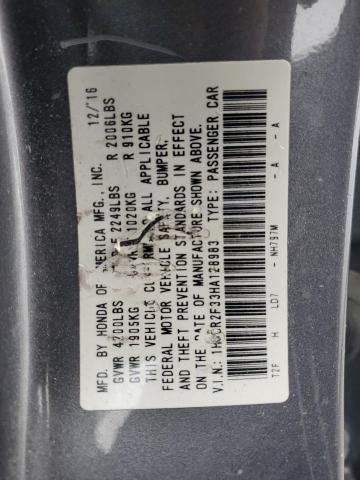 MFD. BY HONDA OF AMERICA MFG., INC. 12/'16
GVWR 4200LBS F 2249LBS R 2006LBS
GVWR 1905KG 1020KG R 910KG
THIS VEHICLE TO ALL APPLICABLE
FEDERAL MOTOR VEHICLE SAFETY, BUMPER,
AND THEFT PREVENTION STANDARDS IN EFFECT
ON THE DATE OF MANUFACTURE SHOWN ABOVE.
V.I.N.: 1HGCR2F33HA128983 TYPE: PASSENGER CAR
T2F H LD7 - NH797M - A - A